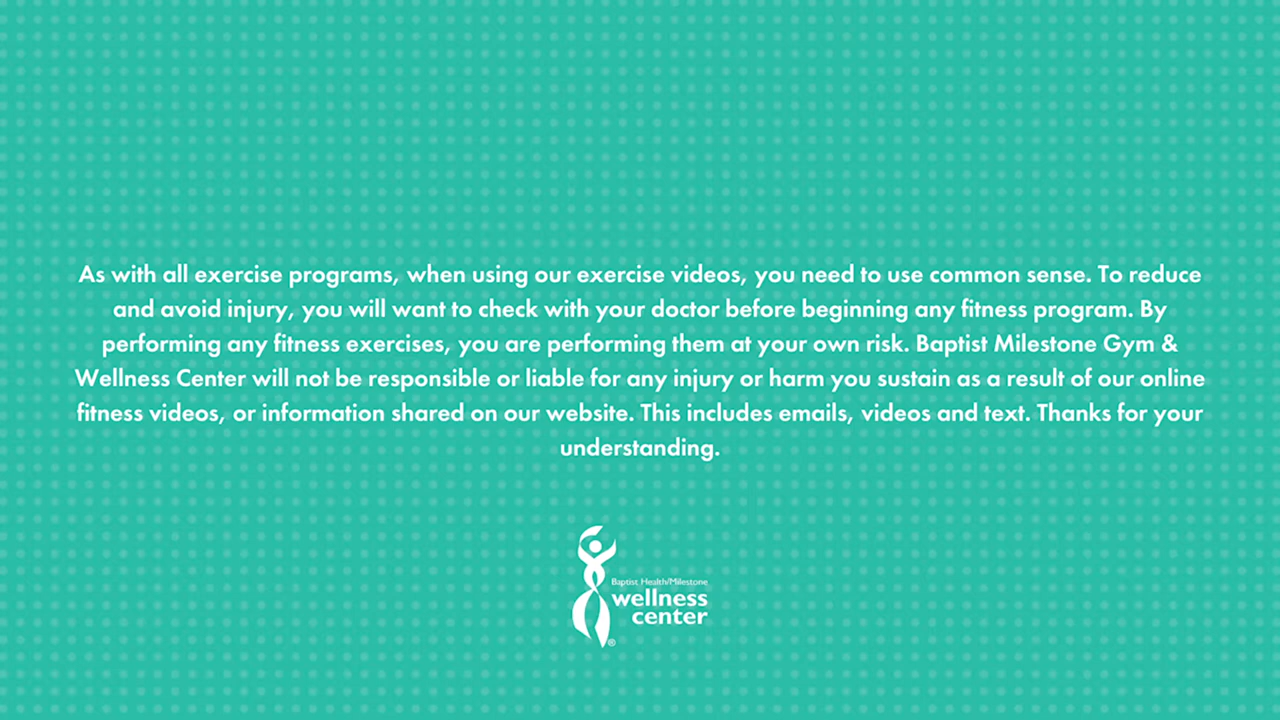 As with all exercise programs, when using our exercise videos, you need to use common sense. To reduce
and avoid injury, you will want to check with your doctor before beginning any fitness program. By
performing any fitness exercises, you are performing them at your own risk. Baptist Milestone Gym &
Wellness Center will not be responsible or liable for any injury or harm you sustain as a result of our online
fitness videos, or information shared on our website. This includes emails, videos and text. Thanks for your
understanding.
Baptist Health/Milestone
wellness
center
®